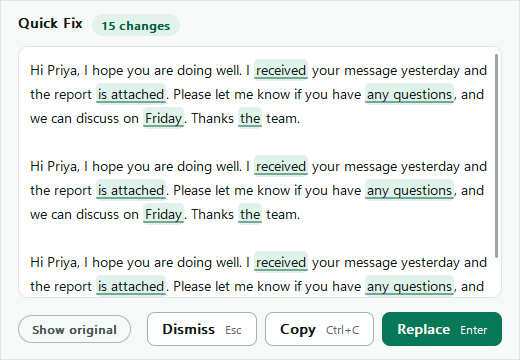 Quick Fix 15 changes
Hi Priya, I hope you are doing well. I received your message yesterday and
the report is attached. Please let me know if you have any questions, and
we can discuss on Friday. Thanks the team.
Hi Priya, I hope you are doing well. I received your message yesterday and
the report is attached. Please let me know if you have any questions, and
we can discuss on Friday. Thanks the team.
Hi Priya, I hope you are doing well. I received your message yesterday and
the report is attached. Please let me know if you have any questions, and
Show original Dismiss Esc Copy Ctrl+C Replace Enter